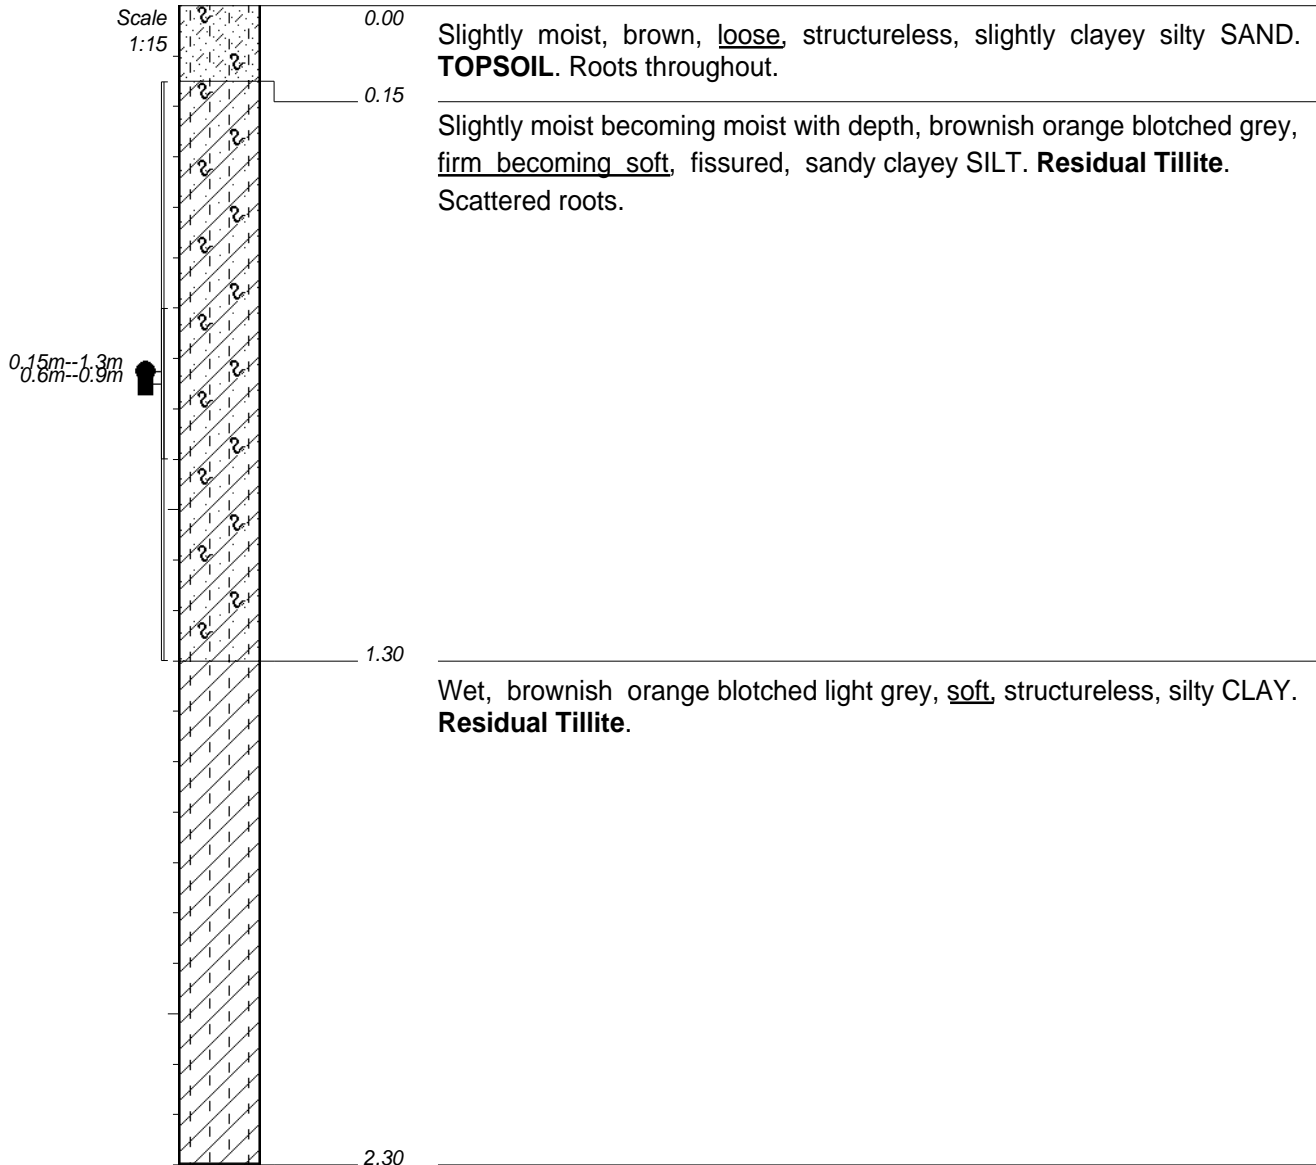 Scale
1:15
0.00
Slightly moist, brown, loose, structureless, slightly clayey silty SAND.
TOPSOIL. Roots throughout.
0.15
Slightly moist becoming moist with depth, brownish orange blotched grey,
firm becoming soft, fissured, sandy clayey SILT. Residual Tillite.
Scattered roots.
0.15m--1.3m
0.6m--0.9m
1.30
Wet, brownish orange blotched light grey, soft, structureless, silty CLAY.
Residual Tillite.
2.30